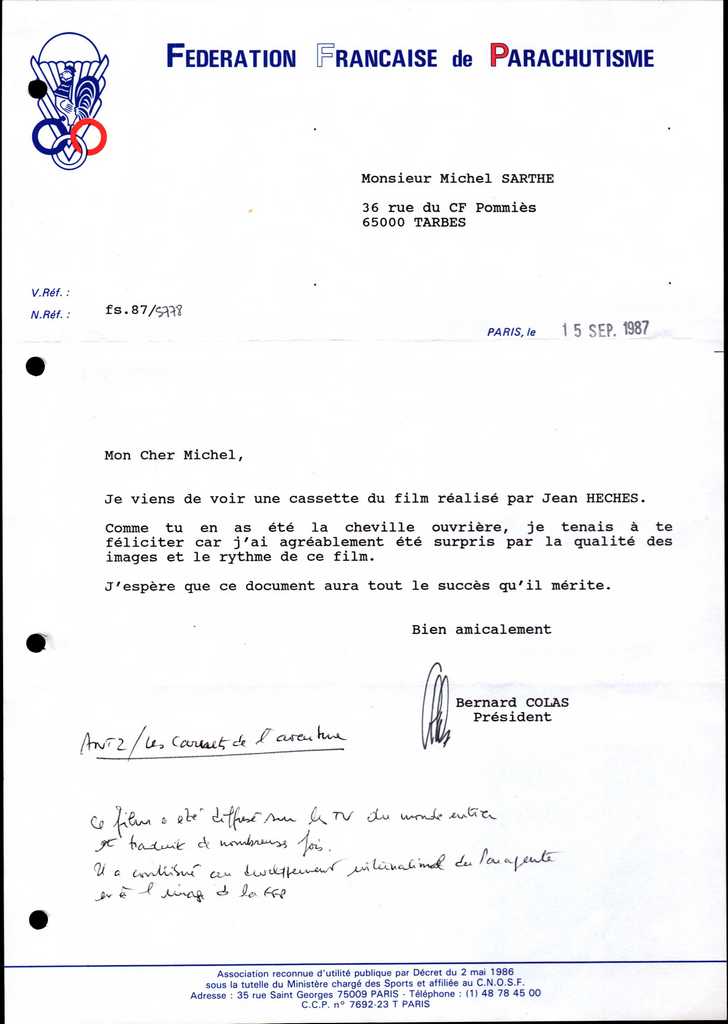 FEDERATION FRANCAISE de PARACHUTISME
Monsieur Michel SARTHE
36 rue du CF Pommiès
65000 TARBES
V.Réf. :
N.Réf. : fs.87/5778
PARIS, le 15 SEP. 1987
Mon Cher Michel,
Je viens de voir une cassette du film réalisé par Jean HECHES.
Comme tu en as été la cheville ouvrière, je tenais à te
féliciter car j'ai agréablement été surpris par la qualité des
images et le rythme de ce film.
J'espère que ce document aura tout le succès qu'il mérite.
Bien amicalement
Bernard COLAS
Président
ANT2/Les Carnets de l'aventure
Ce film a été diffusé sur les TV du monde entier
et traduit de nombreuses fois.
Il a contribué au développement international du Parapente
et à l'image de la FFP
Association reconnue d'utilité publique par Décret du 2 mai 1986
sous la tutelle du Ministère chargé des Sports et affiliée au C.N.O.S.F.
Adresse : 35 rue Saint Georges 75009 PARIS - Téléphone : (1) 48 78 45 00
C.C.P. n° 7692-23 T PARIS